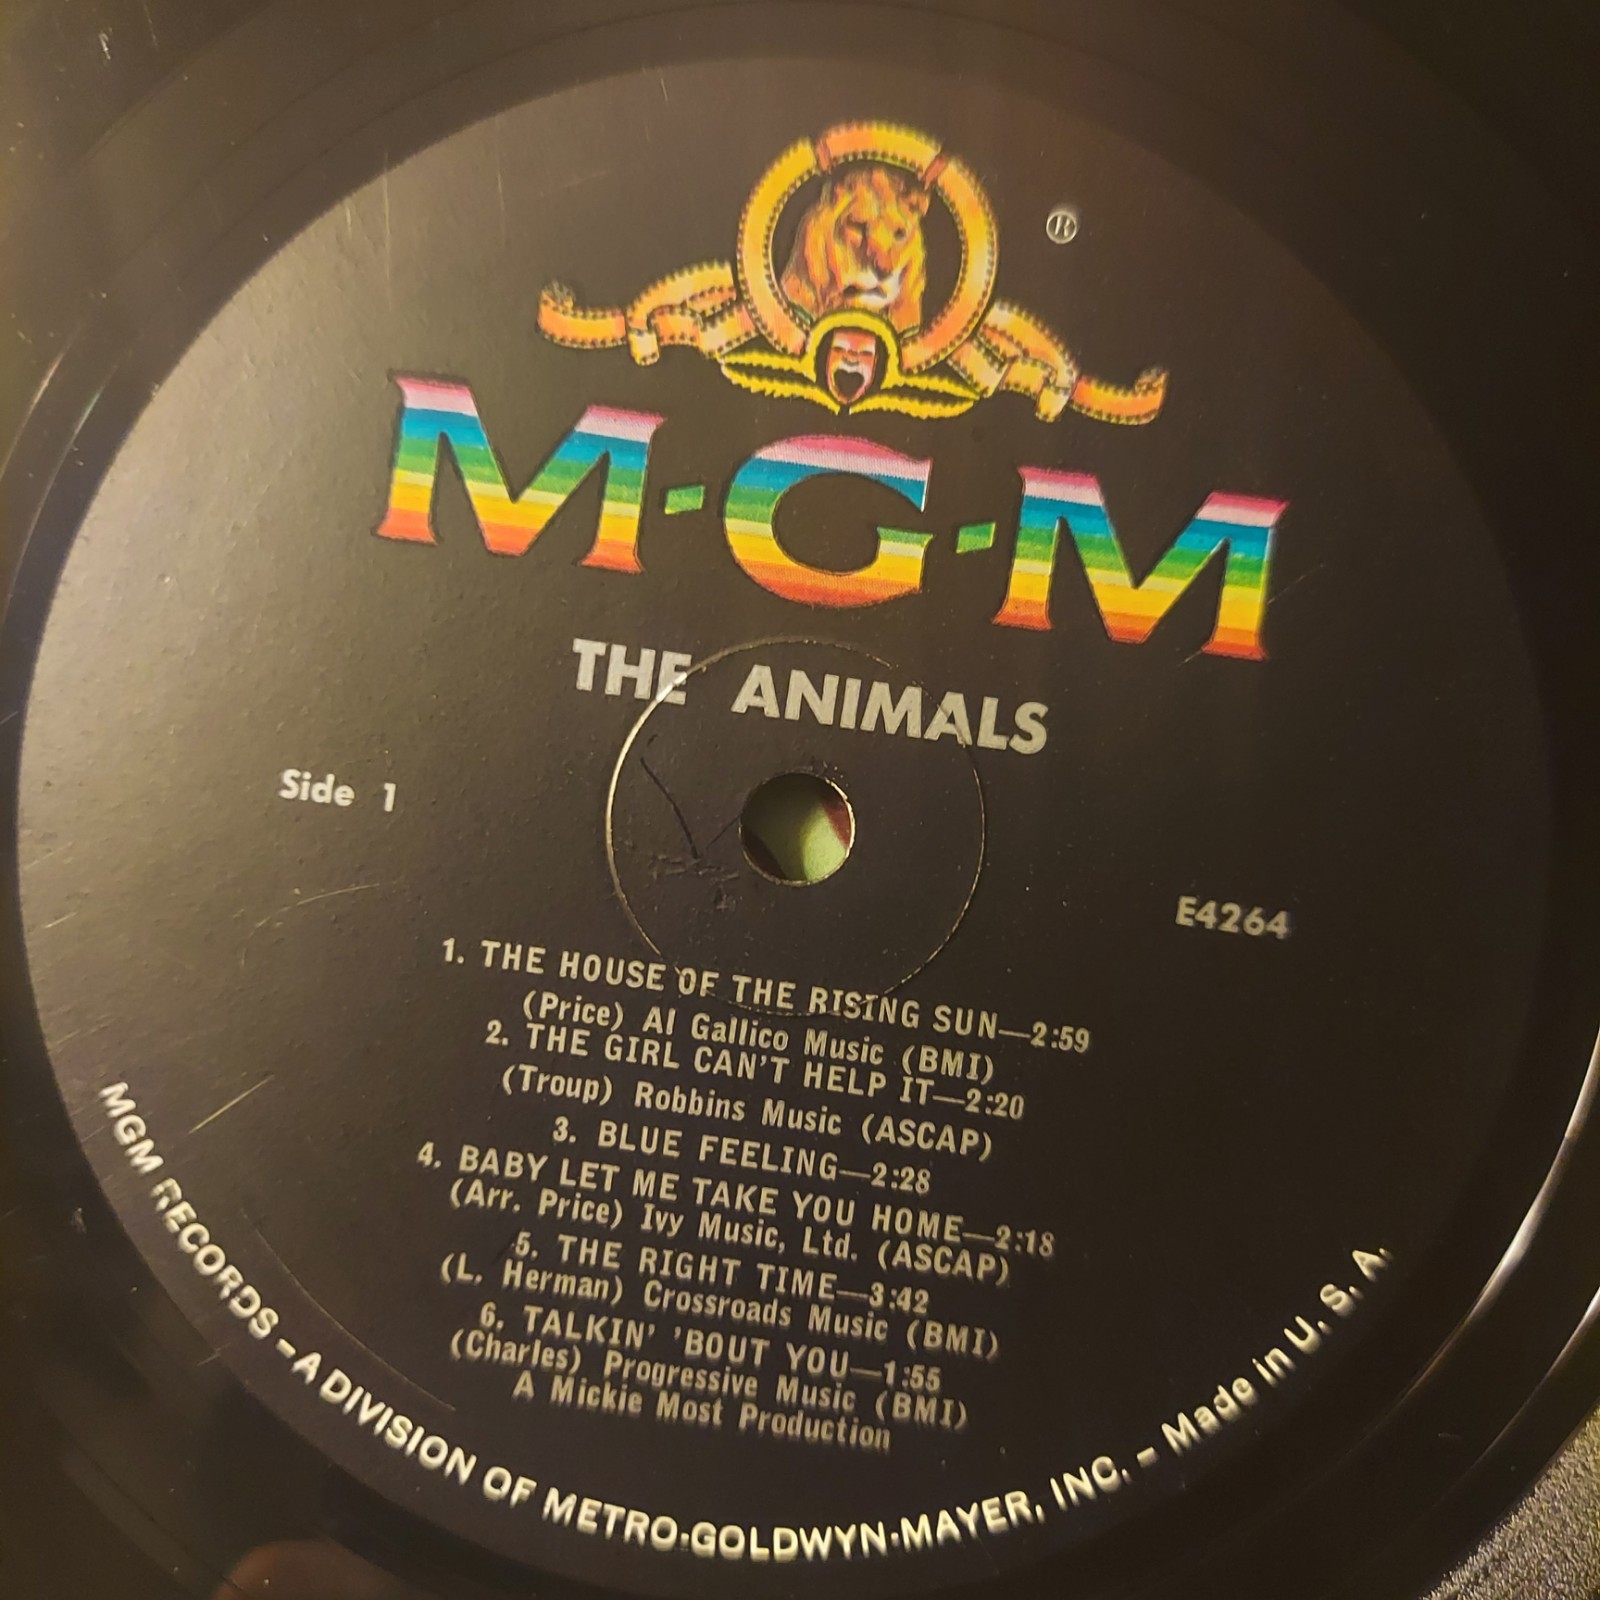 ®
M-G-M
THE ANIMALS
Side 1
E4264
1. THE HOUSE OF THE RISING SUN—2:59
(Price) Al Gallico Music (BMI)
2. THE GIRL CAN'T HELP IT—2:20
(Troup) Robbins Music (ASCAP)
3. BLUE FEELING—2:28
4. BABY LET ME TAKE YOU HOME—2:18
(Arr. Price) Ivy Music, Ltd. (ASCAP)
5. THE RIGHT TIME—3:42
(L. Herman) Crossroads Music (BMI)
6. TALKIN' 'BOUT YOU—1:55
(Charles) Progressive Music (BMI)
A Mickie Most Production
MGM RECORDS – A DIVISION OF METRO-GOLDWYN-MAYER, INC. – Made in U. S. A.